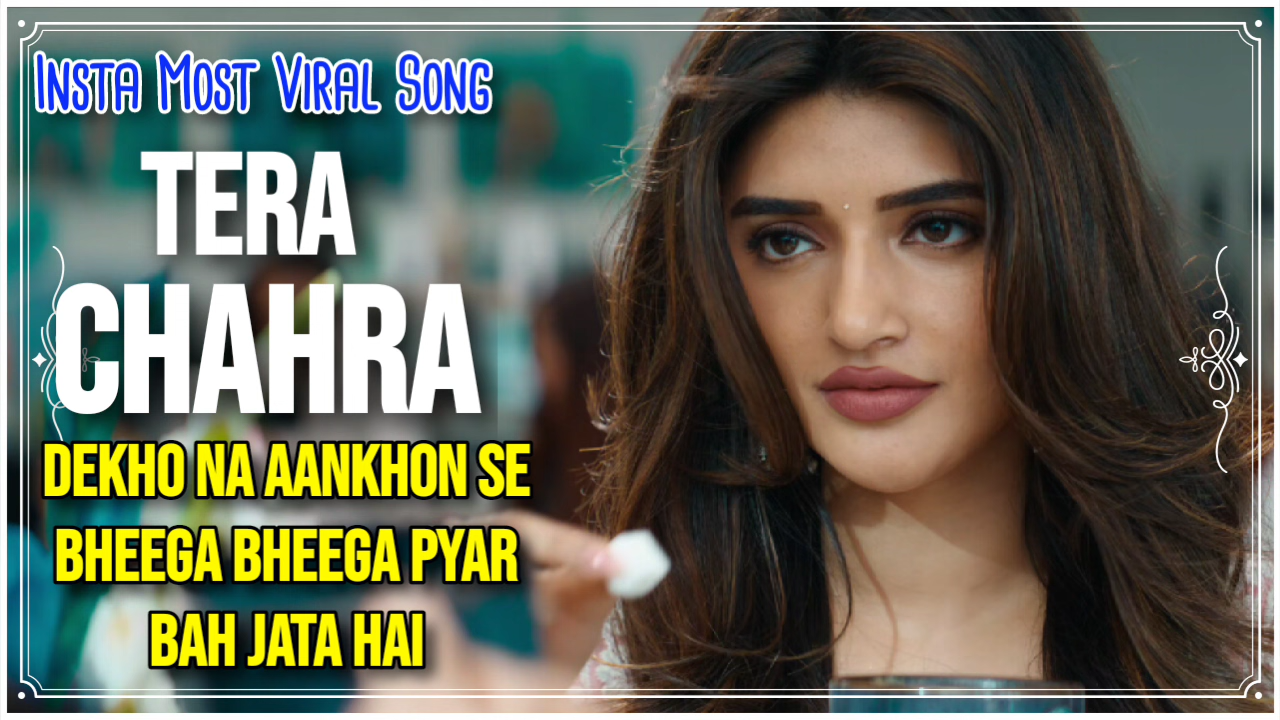 Insta Most Viral Song
TERA
CHAHRA
DEKHO NA AANKHON SE
BHEEGA BHEEGA PYAR
BAH JATA HAI